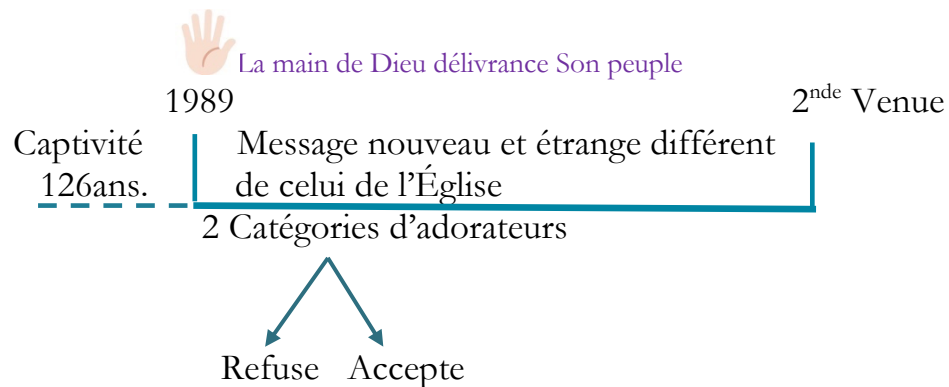 La main de Dieu délivrance Son peuple
1989
2nde Venue
Captivité
126ans.
Message nouveau et étrange différent
de celui de l’Église
2 Catégories d’adorateurs
Refuse Accepte